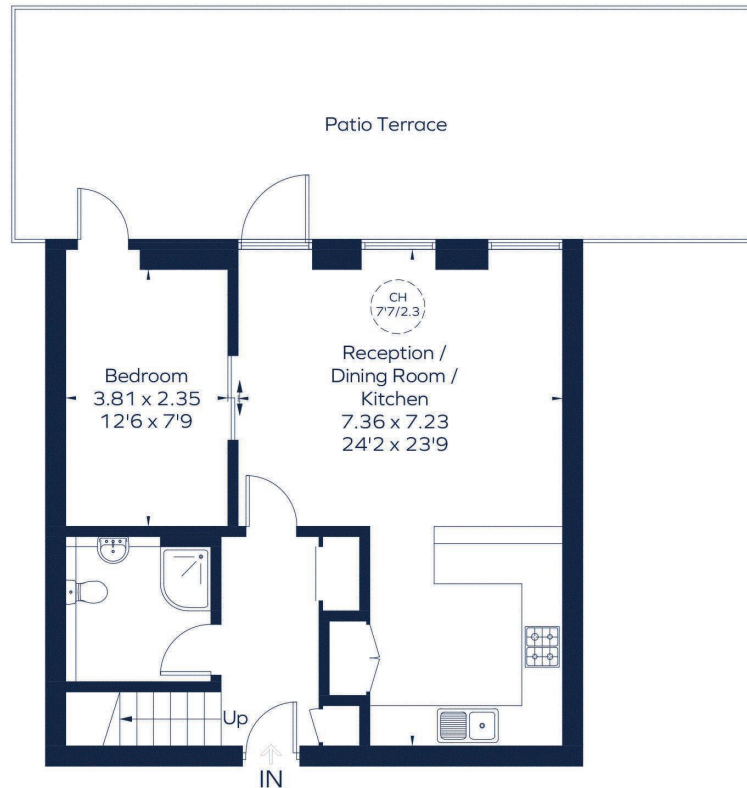 Patio Terrace
CH
7'7/2.3
Bedroom
3.81 x 2.35
12'6 x 7'9
Reception /
Dining Room /
Kitchen
7.36 x 7.23
24'2 x 23'9
Up
IN